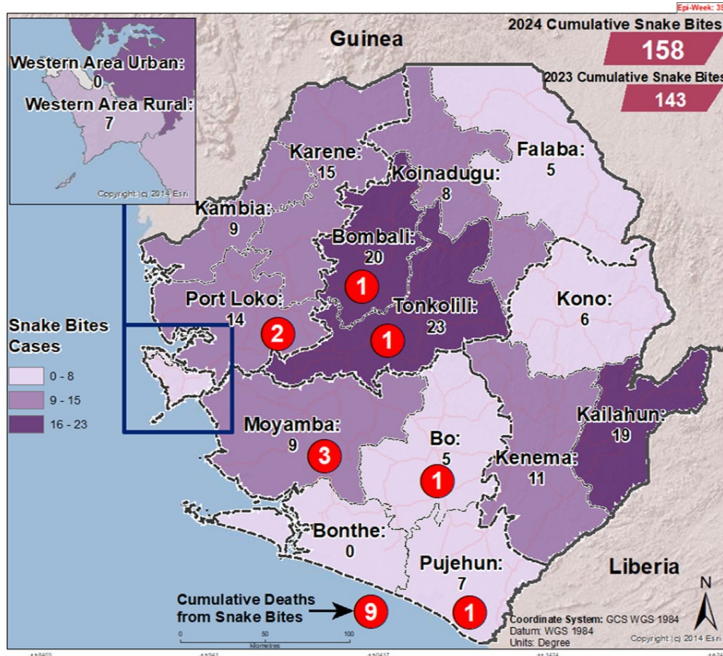 Epi-Week: 35
2024 Cumulative Snake Bites
158
2023 Cumulative Snake Bites
143
Guinea
Western Area Urban:
0
Western Area Rural:
7
Copyright: (c) 2014 Esri
Falaba:
5
Karene:
15
Koinadugu:
8
Kambia:
9
Bombali:
20
1
Port Loko:
14
2
Tonkolili:
23
1
Kono:
6
Snake Bites
Cases
0 - 8
9 - 15
16 - 23
Kailahun:
19
Moyamba:
9
3
Bo:
5
1
Kenema:
11
Bonthe:
0
Pujehun:
7
1
Liberia
Cumulative Deaths
from Snake Bites
9
N
Coordinate System: GCS WGS 1984
Datum: WGS 1984
Units: Degree
Copyright: (c) 2014 Esri
0 50 100
Kilometres